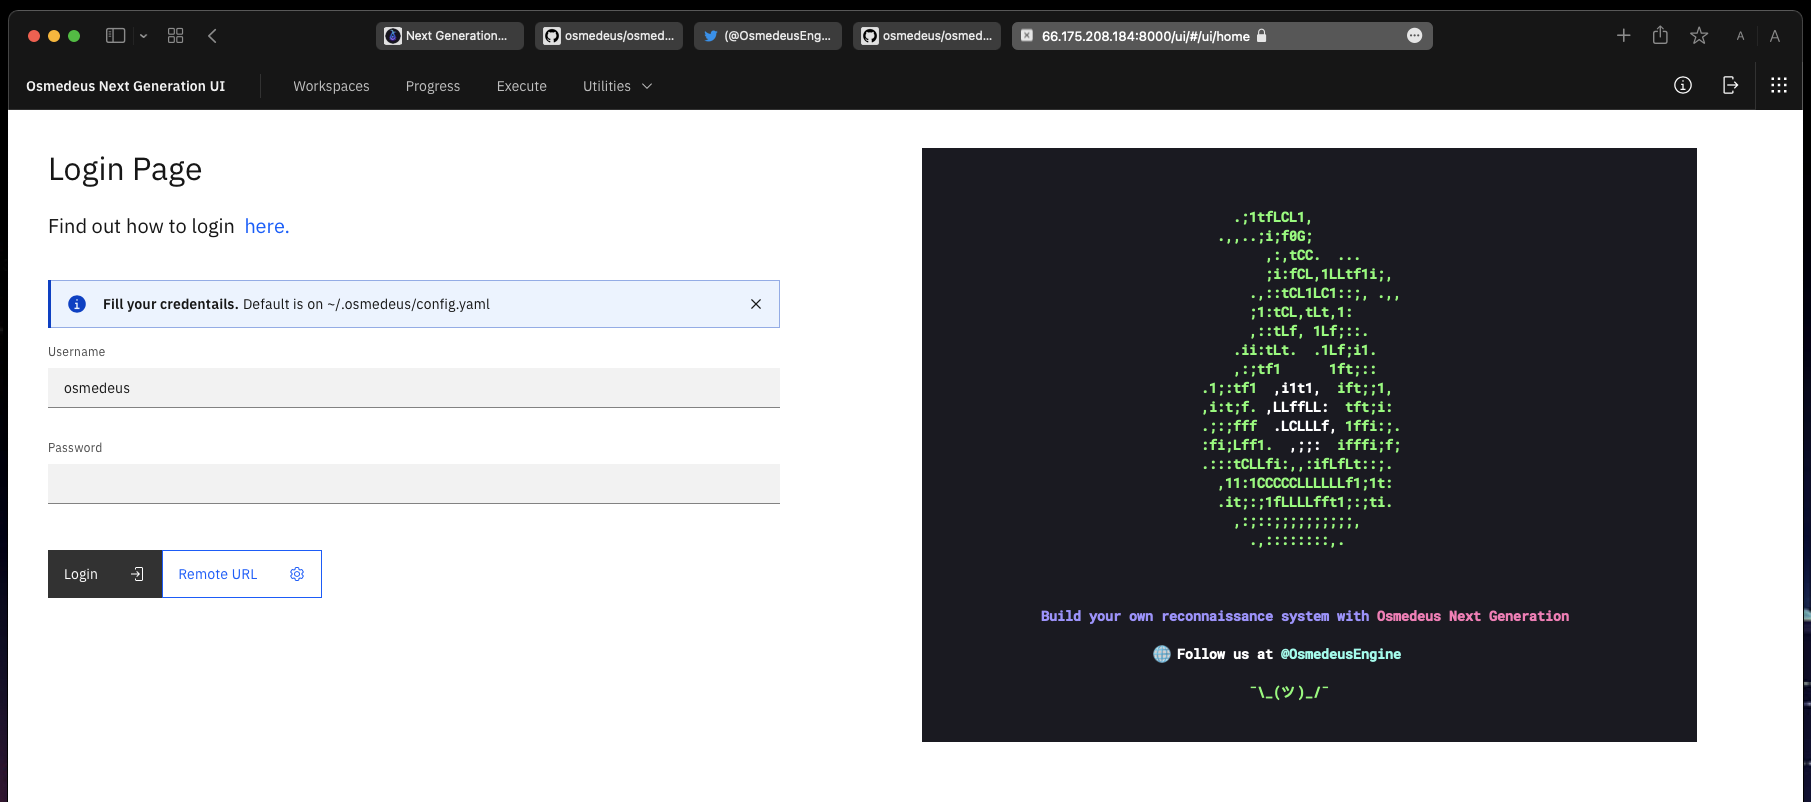 Next Generation...
osmedeus/osmed...
(@OsmedeusEng...
osmedeus/osmed...
66.175.208.184:8000/ui/#/ui/home
A A
Osmedeus Next Generation UI
Workspaces
Progress
Execute
Utilities
Login Page
Find out how to login here.
Fill your credentails. Default is on ~/.osmedeus/config.yaml
Username
osmedeus
Password
Login
Remote URL
.;1tfLCL1,
.,,..;i;f0G;
,:,tCC.  ...
;i:fCL,1LLtf1i;,
.,::tCL1LC1::;, .,,
;1:tCL,tLt,1:
,::tLf, 1Lf;::.
.ii:tLt.  .1Lf;i1.
,:;tf1      1ft;::
.1;:tf1  ,i1t1,  ift;;1,
,i:t;f. ,LLffLL:  tft;i:
.;:;fff  .LCLLLf, 1ffi:;.
:fi;Lff1.  ,;;:  ifffi;f;
.:::tCLLfi:,,:ifLfLt::;.
,11:1CCCCCLLLLLLf1;1t:
.it;:;1fLLLLfft1;:;ti.
,:;::;;;;;;;;;;,
.,::::::::,.
Build your own reconnaissance system with Osmedeus Next Generation
Follow us at @OsmedeusEngine
¯\_(ツ)_/¯